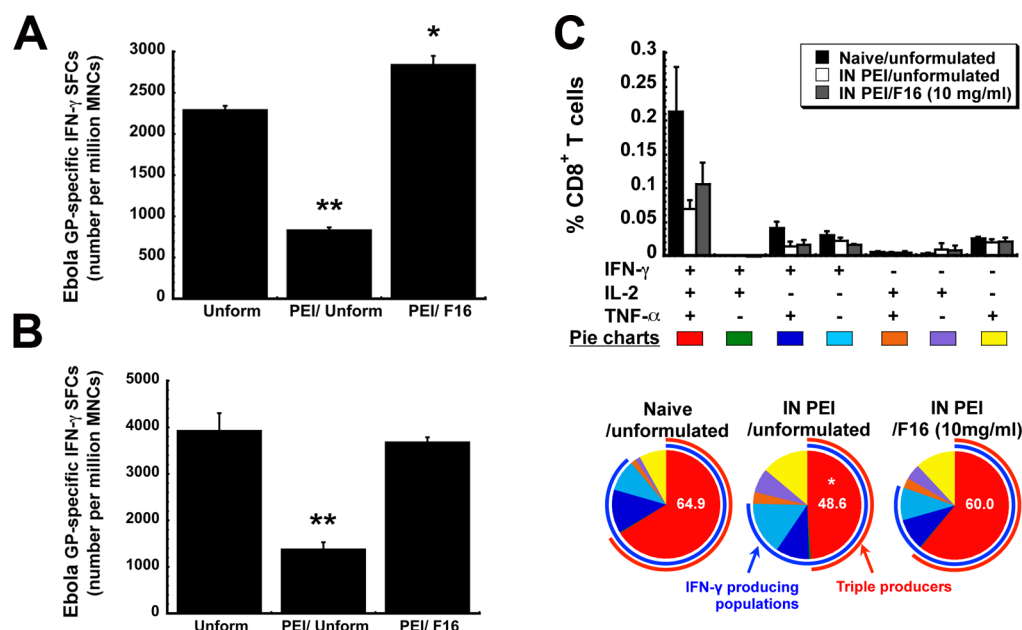 A
Ebola GP-specific IFN-γ SFCs
(number per million MNCs)
3000
2500
2000
1500
1000
500
0
**
*
Unform
PEI/ Unform
PEI/ F16
B
Ebola GP-specific IFN-γ SFCs
(number per million MNCs)
5000
4000
3000
2000
1000
0
**
Unform
PEI/ Unform
PEI/ F16
C
% CD8+ T cells
0.3
0.25
0.2
0.15
0.1
0.05
0
Naive/unformulated
IN PEI/unformulated
IN PEI/F16 (10 mg/ml)
IFN-γ + + + + - - -
IL-2 + + - - + + -
TNF-α + - + - + - +
Pie charts
Naive
/unformulated
64.9
IN PEI
/unformulated
*
48.6
IN PEI
/F16 (10mg/ml)
60.0
IFN-γ producing
populations
Triple producers